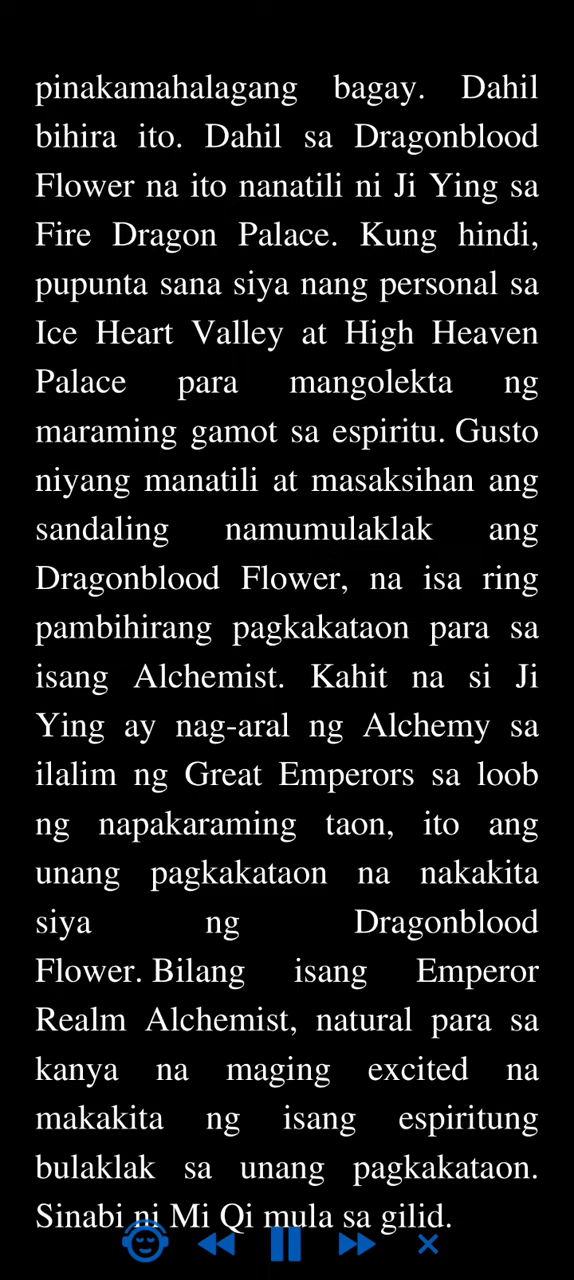 pinakamahalagang bagay. Dahil
bihira ito. Dahil sa Dragonblood
Flower na ito nanatili ni Ji Ying sa
Fire Dragon Palace. Kung hindi,
pupunta sana siya nang personal sa
Ice Heart Valley at High Heaven
Palace para mangolekta ng
maraming gamot sa espiritu. Gusto
niyang manatili at masaksihan ang
sandaling namumulaklak ang
Dragonblood Flower, na isa ring
pambihirang pagkakataon para sa
isang Alchemist. Kahit na si Ji
Ying ay nag-aral ng Alchemy sa
ilalim ng Great Emperors sa loob
ng napakaraming taon, ito ang
unang pagkakataon na nakakita
siya ng Dragonblood
Flower. Bilang isang Emperor
Realm Alchemist, natural para sa
kanya na maging excited na
makakita ng isang espiritung
bulaklak sa unang pagkakataon.
Sinabi ni Mi Qi mula sa gilid.